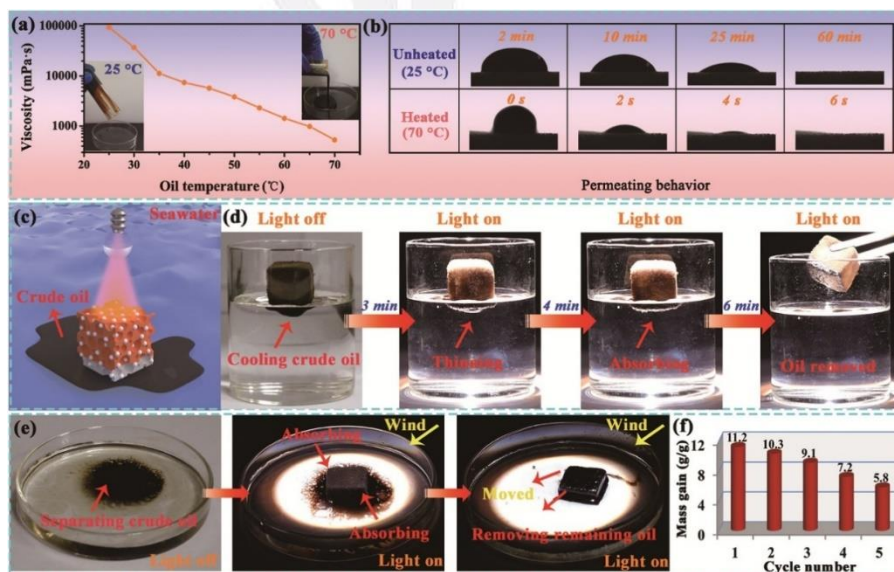 (a)
100000
10000
1000
Viscosity (mPa·s)
25 °C
70 °C
20 30 40 50 60 70
Oil temperature (℃)
(b)
2 min 10 min 25 min 60 min
Unheated
(25 °C)
0 s 2 s 4 s 6 s
Heated
(70 °C)
Permeating behavior
(c)
Seawater
Crude oil
(d)
Light off Light on Light on Light on
3 min 4 min 6 min
Cooling crude oil Thinning Absorbing Oil removed
(e)
Separating crude oil
Light off
Absorbing
Wind
Absorbing
Light on
Wind
Moved
Removing remaining oil
Light on
(f)
Mass gain (g/g)
12
8
4
0
11.2 10.3 9.1 7.2 5.8
1 2 3 4 5
Cycle number